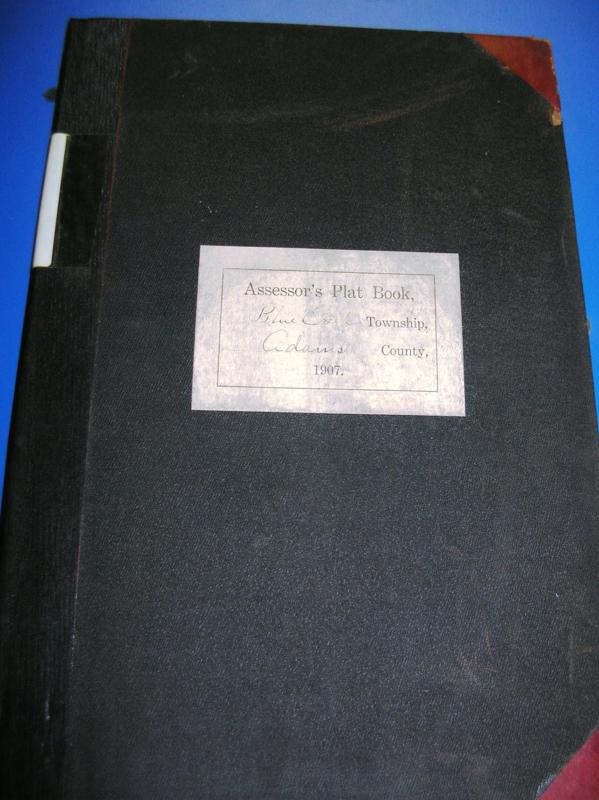 Assessor's Plat Book,
Blue Creek Township,
Adams County,
1907.